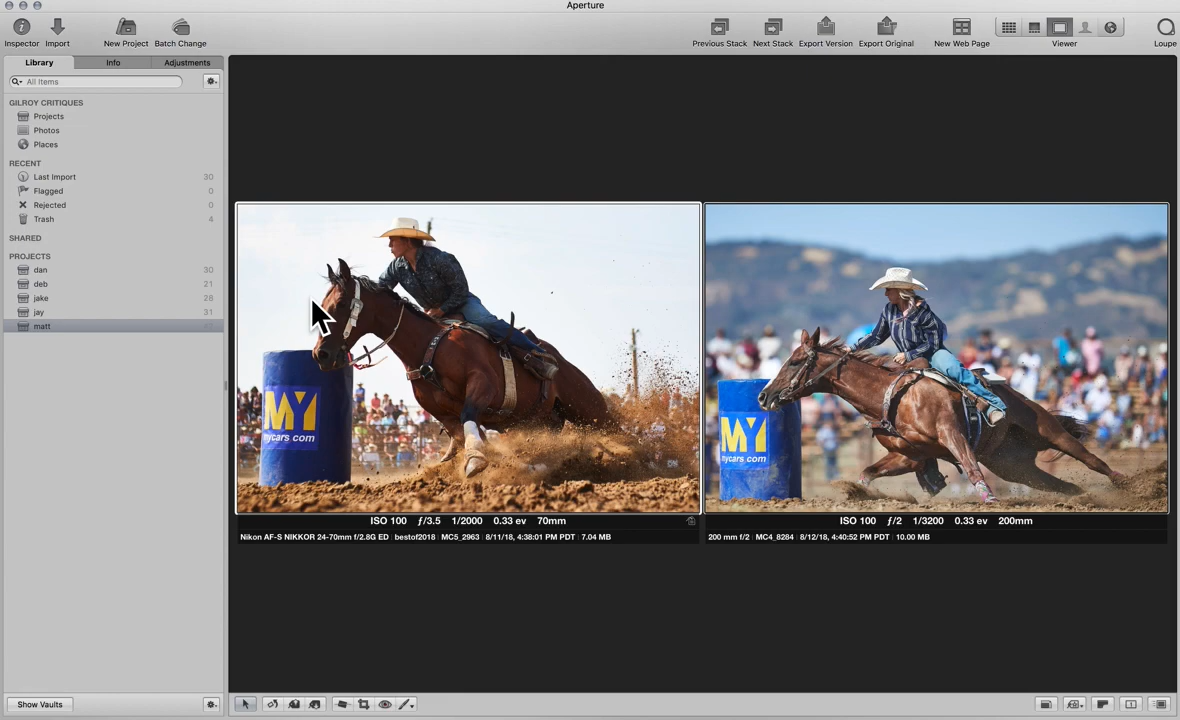 Aperture
Inspector Import New Project Batch Change Previous Stack Next Stack Export Version Export Original New Web Page Viewer Loupe
Library Info Adjustments
All Items
GILROY CRITIQUES
Projects
Photos
Places
RECENT
Last Import 30
Flagged 0
Rejected 0
Trash 4
SHARED
PROJECTS
dan 30
deb 21
jake 28
jay 31
matt
MY
mycars.com
MY
mycars.com
ISO 100 ƒ/3.5 1/2000 0.33 ev 70mm
Nikon AF-S NIKKOR 24-70mm f/2.8G ED bestof2018 MC5_2963 8/11/18, 4:38:01 PM PDT 7.04 MB
ISO 100 ƒ/2 1/3200 0.33 ev 200mm
200 mm f/2 MC4_8284 8/12/18, 4:40:52 PM PDT 10.00 MB
Show Vaults